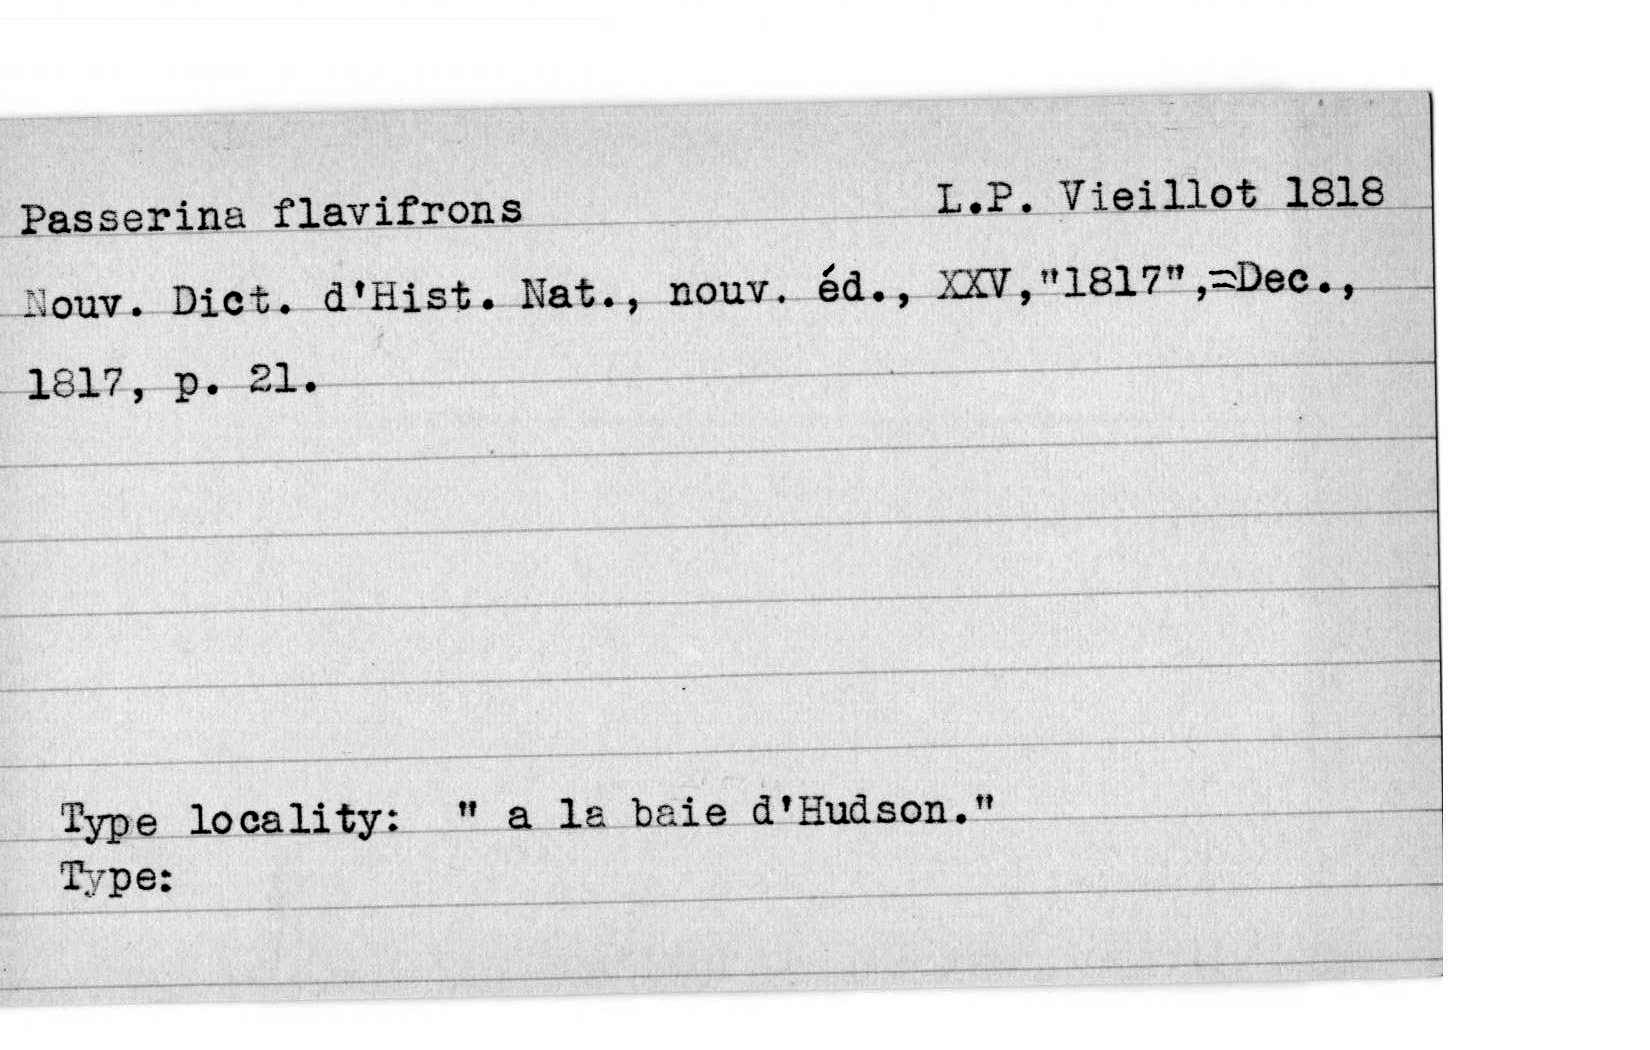 Passerina flavifrons L.P. Vieillot 1818
Nouv. Dict. d'Hist. Nat., nouv. éd., XXV,"1817",=Dec.,
1817, p. 21.
Type locality: " a la baie d'Hudson."
Type: